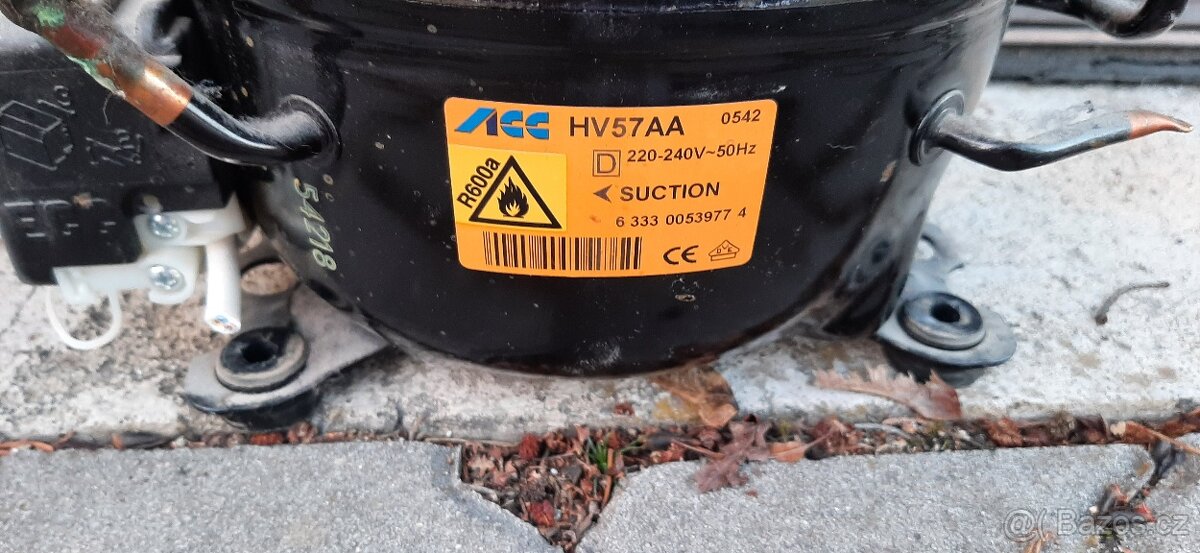 ACC HV57AA 0542
D 220-240V~50Hz
R600a
SUCTION
6 333 0053977 4
CE
54218
Bazos.cz